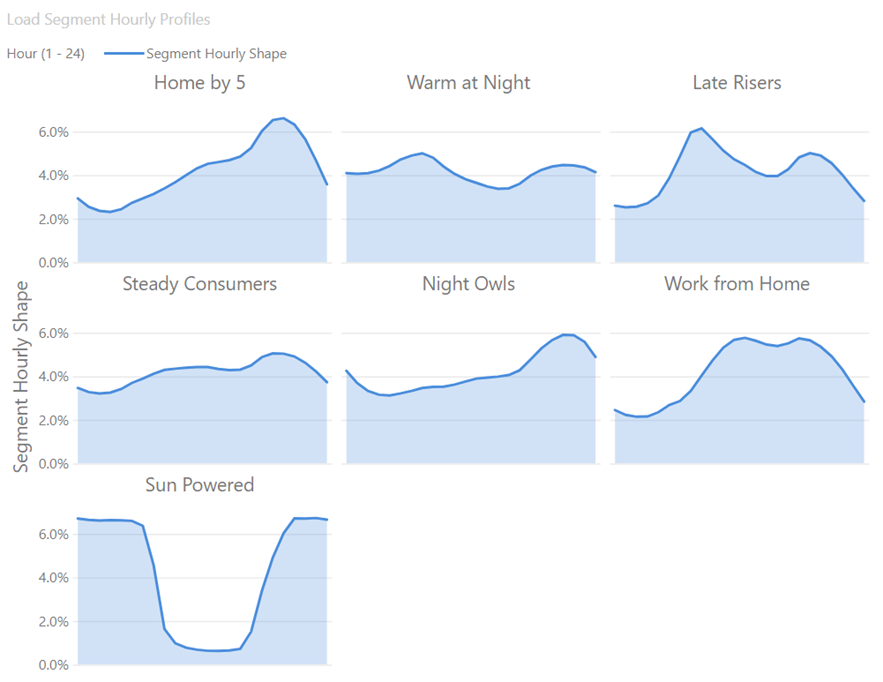 Load Segment Hourly Profiles
Hour (1 - 24) Segment Hourly Shape
Home by 5 Warm at Night Late Risers
6.0%
4.0%
2.0%
0.0%
Segment Hourly Shape
Steady Consumers Night Owls Work from Home
6.0%
4.0%
2.0%
0.0%
Sun Powered
6.0%
4.0%
2.0%
0.0%